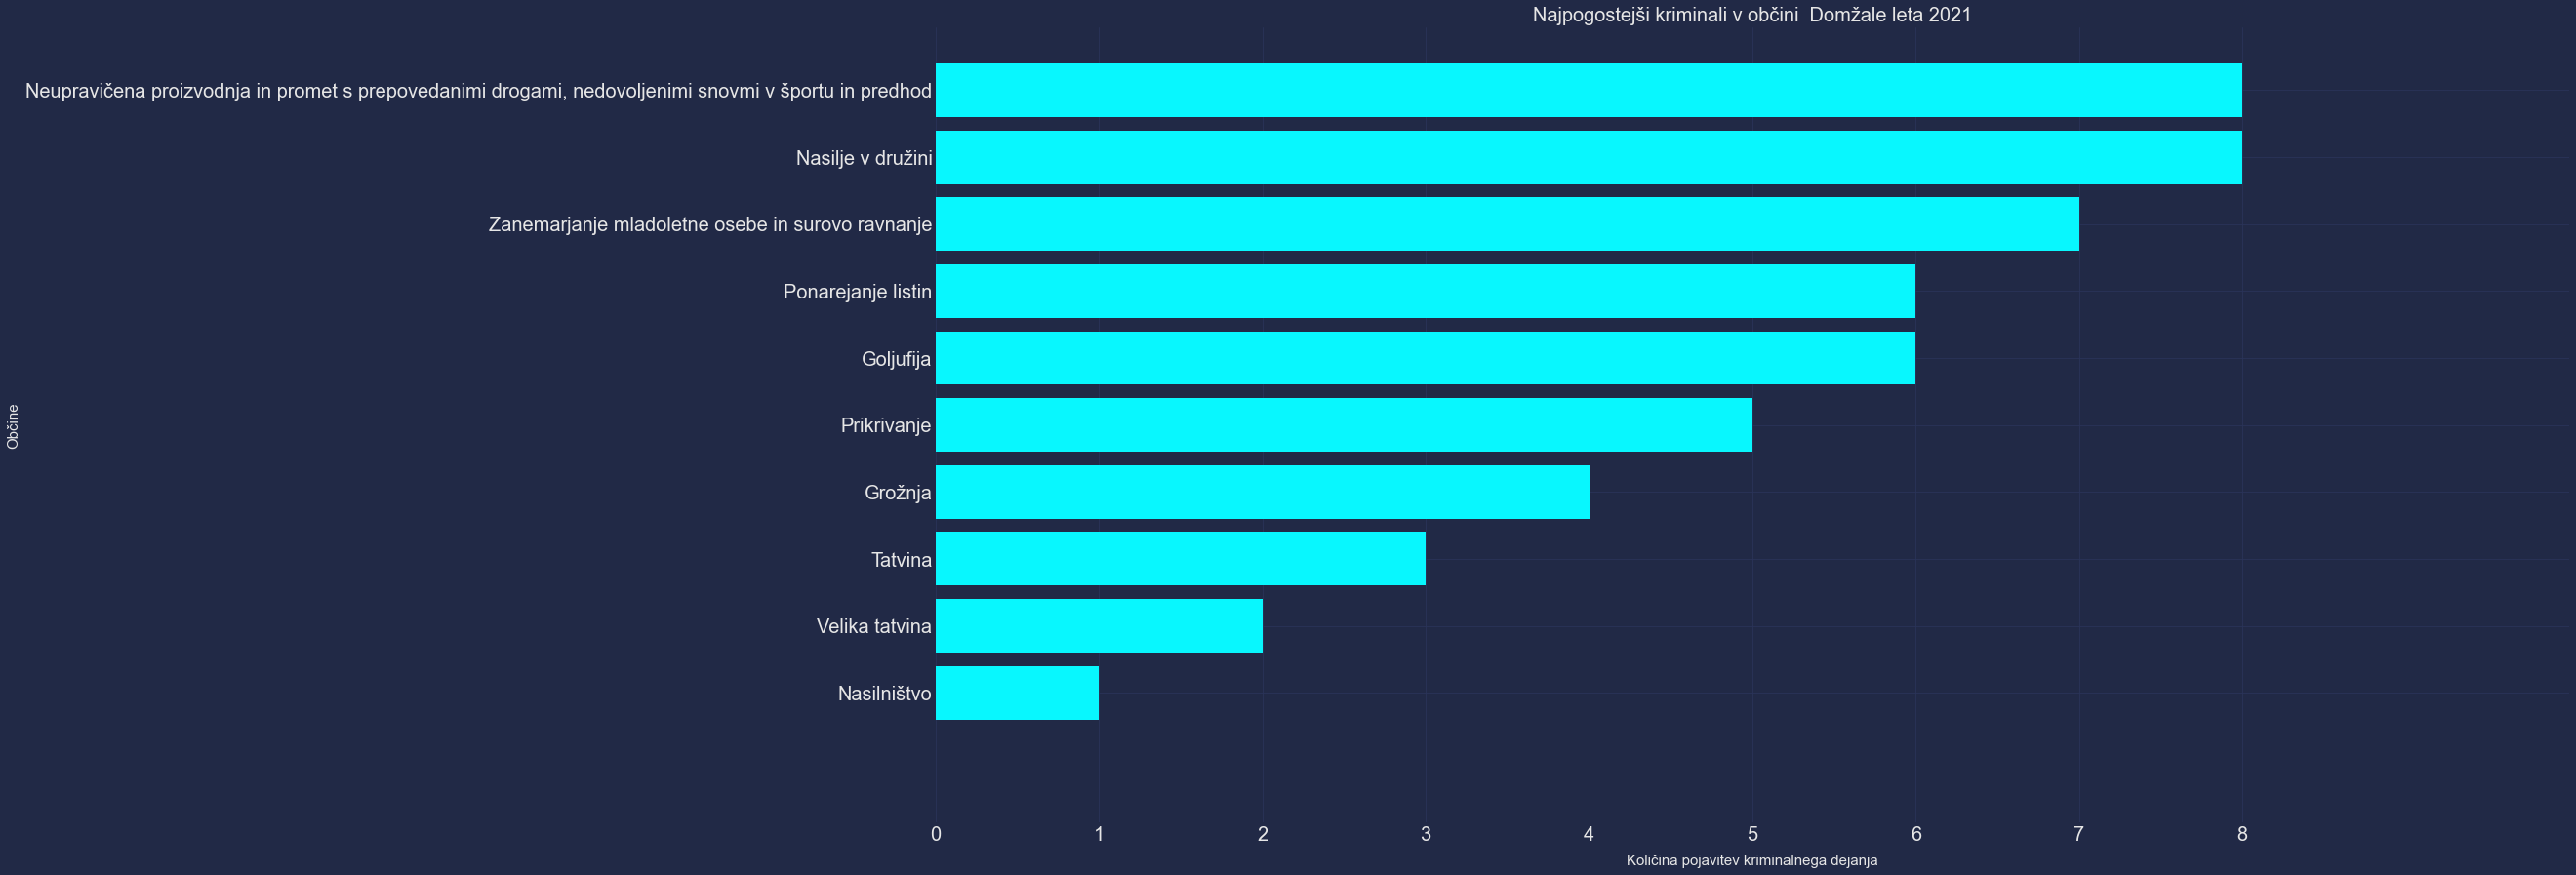 Najpogostejši kriminali v občini  Domžale leta 2021
Neupravičena proizvodnja in promet s prepovedanimi drogami, nedovoljenimi snovmi v športu in predhod
Nasilje v družini
Zanemarjanje mladoletne osebe in surovo ravnanje
Ponarejanje listin
Goljufija
Prikrivanje
Grožnja
Tatvina
Velika tatvina
Nasilništvo
Občine
0 1 2 3 4 5 6 7 8
Količina pojavitev kriminalnega dejanja